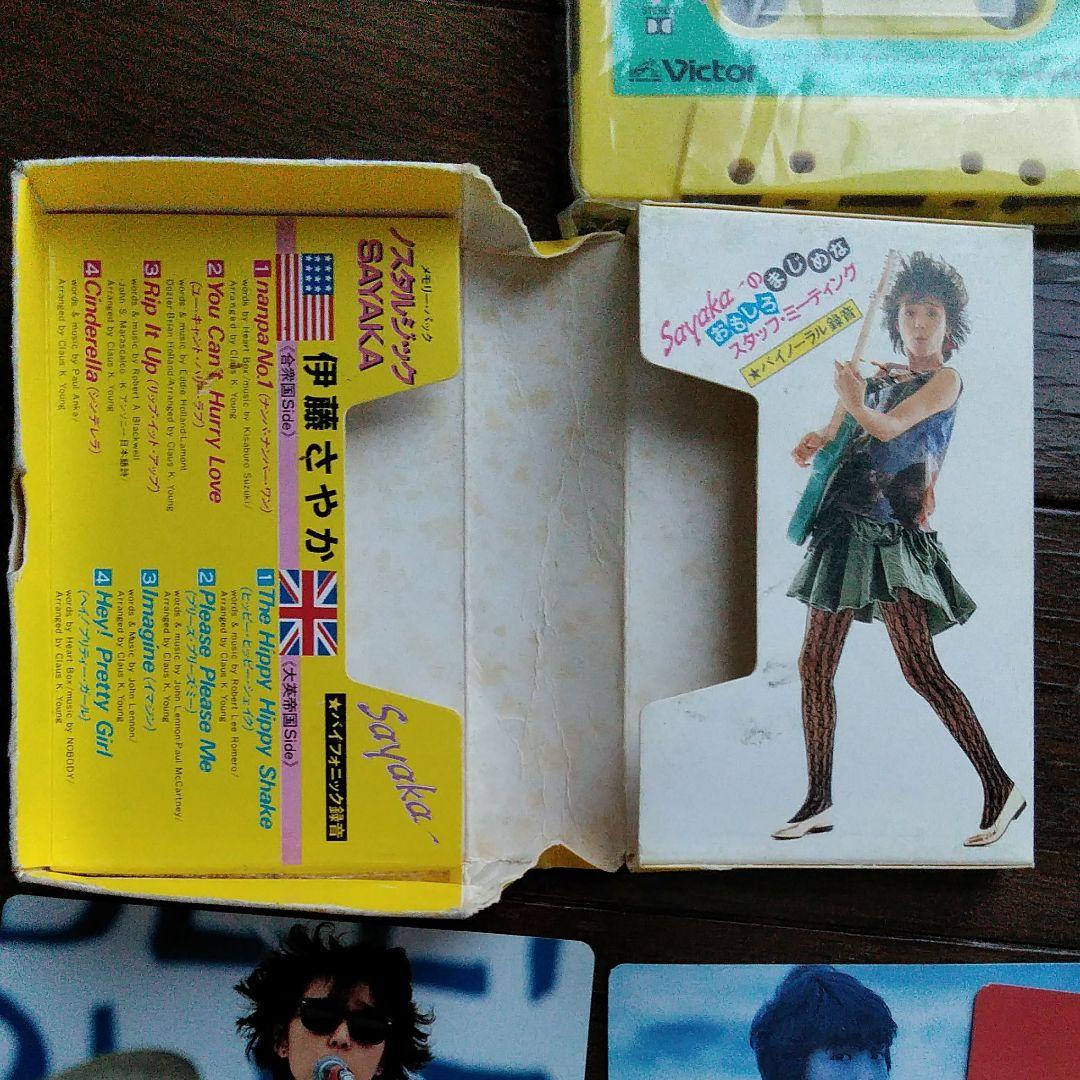 Victor
メモリー・パック
ノスタルジック
SAYAKA
伊藤さやか
Sayaka
★バイフォニック録音
《合衆国Side》
1 nanpa No.1 (ナンパ・ナンバー・ワン)
words by Heart Box/music by Kisaburo Suzuki/
Arranged by Claus K. Young
2 You Can't Hurry Love
(ユー・キャント・ハリー・ラブ)
words & music by Eddie Holland-Lamont
Dozier-Brian Holland/Arranged by Claus K. Young
3 Rip It Up (リップ・イット・アップ)
words & music by Robert A. Blackwell
John S. Marascalco K.アンソニー日本語詩/
Arranged by Claus K. Young
4 Cinderella (シンデレラ)
words & music by Paul Anka/
Arranged by Claus K. Young
《大英帝国Side》
1 The Hippy Hippy Shake
(ヒッピー・ヒッピー・シェイク)
words & music by Robert Lee Romero/
Arranged by Claus K. Young
2 Please Please Me
(プリーズ・プリーズ・ミー)
words & music by John Lennon-Paul McCartney/
Arranged by Claus K. Young
3 Imagine (イマジン)
words & Music by John Lennon/
Arranged by Claus K. Young
4 Hey! Pretty Girl
(ヘイ!プリティー・ガール)
words by Heart Box/music by NOBODY/
Arranged by Claus K. Young
Sayakaのまじめな
おもしろ
スタッフ・ミーティング
★バイノーラル録音